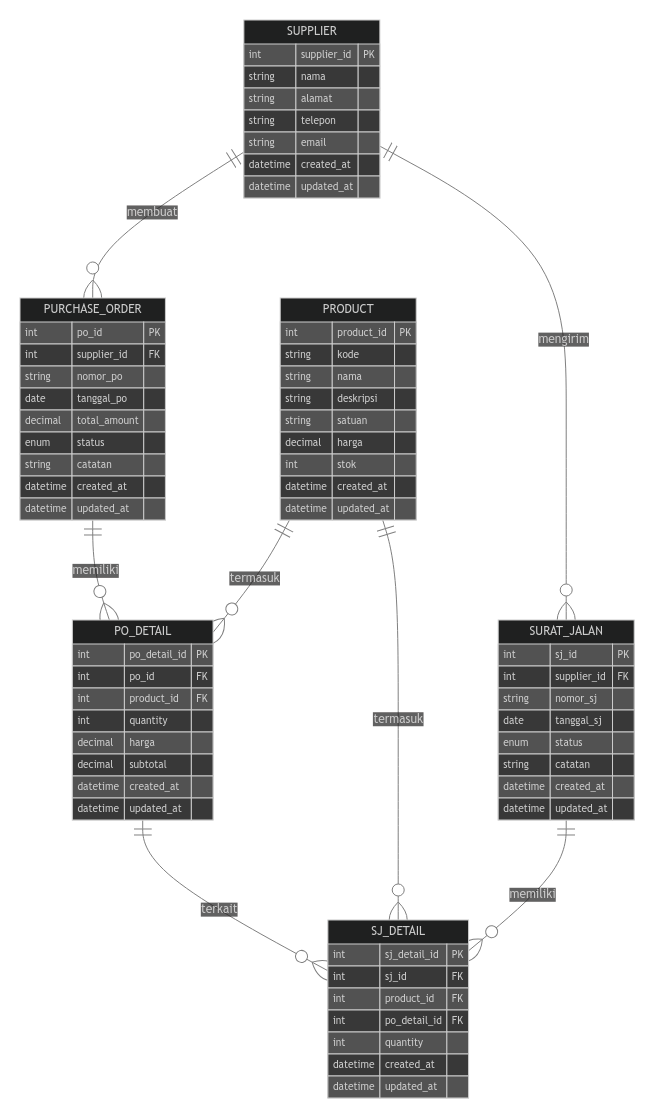 SUPPLIER
int supplier_id PK
string nama
string alamat
string telepon
string email
datetime created_at
datetime updated_at
membuat
mengirim
PURCHASE_ORDER
int po_id PK
int supplier_id FK
string nomor_po
date tanggal_po
decimal total_amount
enum status
string catatan
datetime created_at
datetime updated_at
PRODUCT
int product_id PK
string kode
string nama
string deskripsi
string satuan
decimal harga
int stok
datetime created_at
datetime updated_at
memiliki
termasuk
termasuk
PO_DETAIL
int po_detail_id PK
int po_id FK
int product_id FK
int quantity
decimal harga
decimal subtotal
datetime created_at
datetime updated_at
SURAT_JALAN
int sj_id PK
int supplier_id FK
string nomor_sj
date tanggal_sj
enum status
string catatan
datetime created_at
datetime updated_at
terkait
memiliki
SJ_DETAIL
int sj_detail_id PK
int sj_id FK
int product_id FK
int po_detail_id FK
int quantity
datetime created_at
datetime updated_at